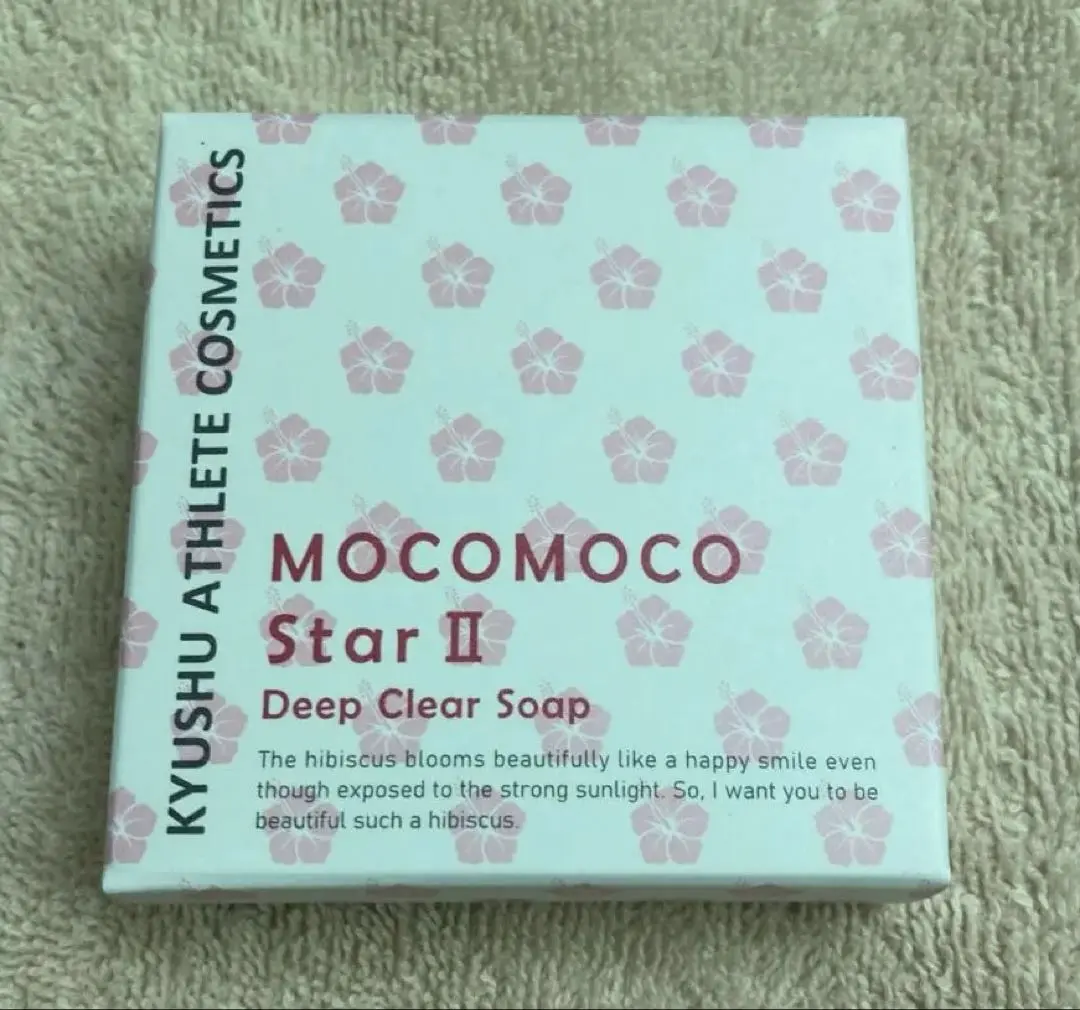 KYUSHU ATHLETE COSMETICS
MOCOMOCO
Star Ⅱ
Deep Clear Soap
The hibiscus blooms beautifully like a happy smile even
though exposed to the strong sunlight. So, I want you to be
beautiful such a hibiscus.